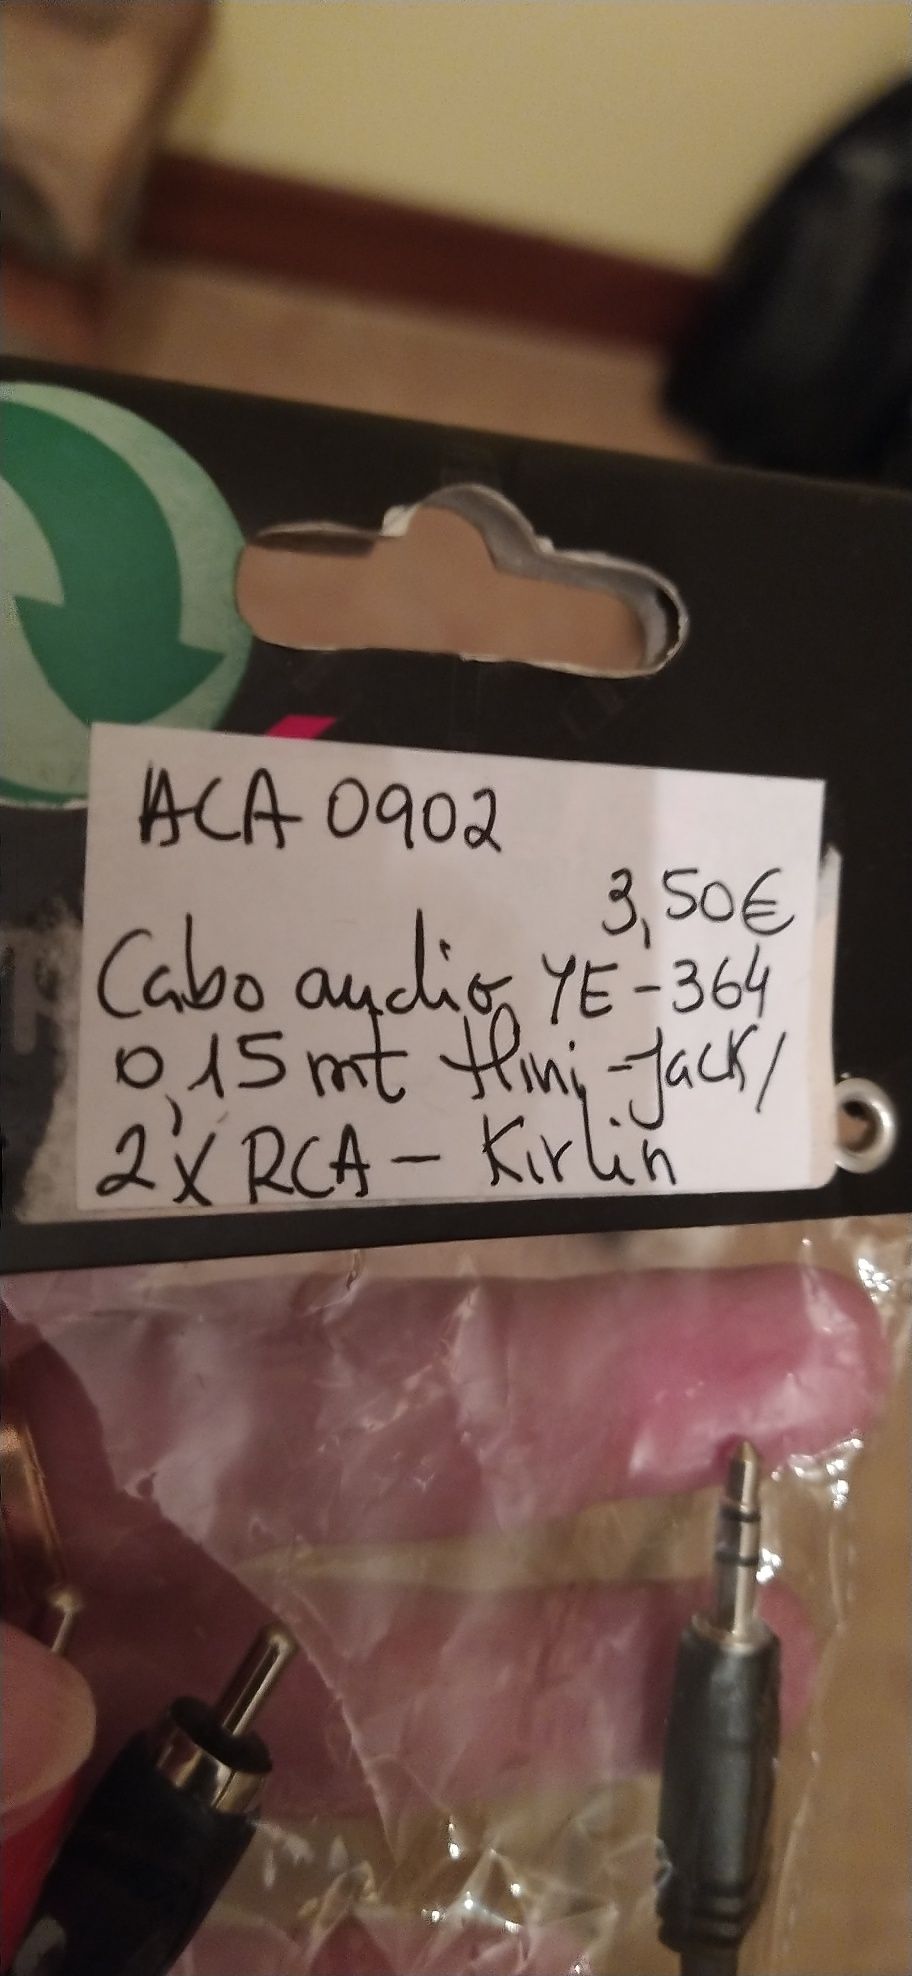 ACA 0902
3,50€
Cabo audio YE-364
0,15 mt Mini-Jack/
2 x RCA - Kirlin